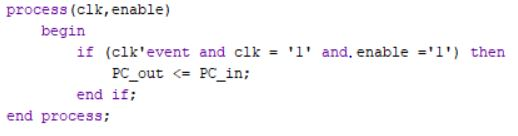 process(clk,enable)
    begin
        if (clk'event and clk = '1' and enable ='1') then
            PC_out <= PC_in;
        end if;
end process;